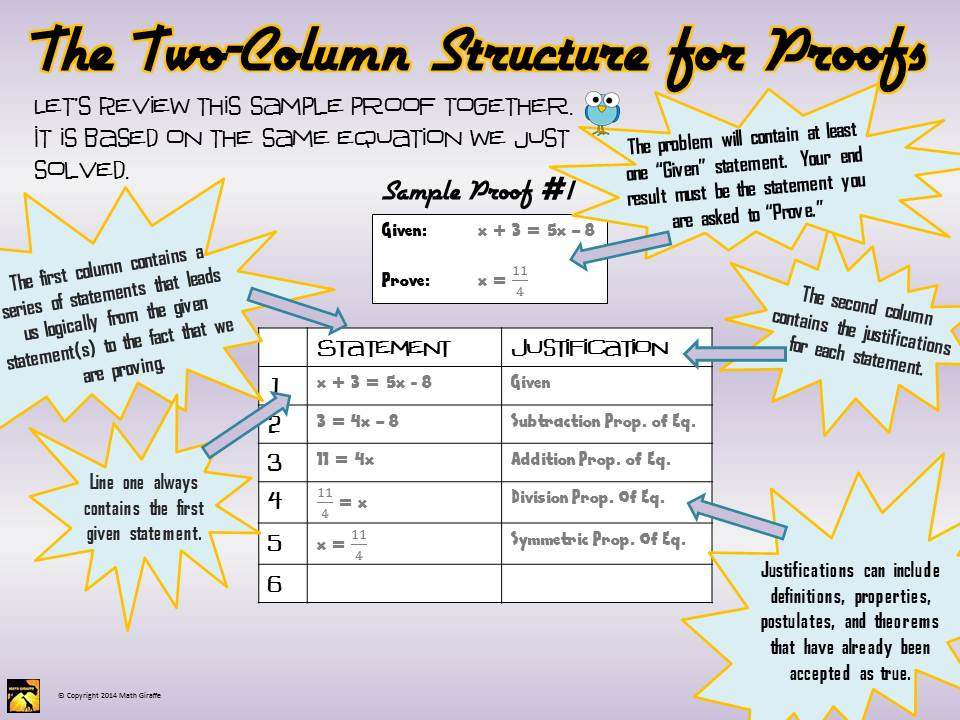 The Two-Column Structure for Proofs
Let's review this sample proof together.
It is based on the same equation we just
solved.
The problem will contain at least
one “Given” statement. Your end
result must be the statement you
are asked to “Prove.”
Sample Proof #1
Given: x + 3 = 5x – 8
Prove: x = 11/4
The first column contains a
series of statements that leads
us logically from the given
statement(s) to the fact that we
are proving.
The second column
contains the justifications
for each statement.
Statement Justification
1 x + 3 = 5x - 8 Given
2 3 = 4x – 8 Subtraction Prop. of Eq.
3 11 = 4x Addition Prop. of Eq.
4 11/4 = x Division Prop. Of Eq.
5 x = 11/4 Symmetric Prop. Of Eq.
6
Line one always
contains the first
given statement.
Justifications can include
definitions, properties,
postulates, and theorems
that have already been
accepted as true.
MATH GIRAFFE
© Copyright 2014 Math Giraffe